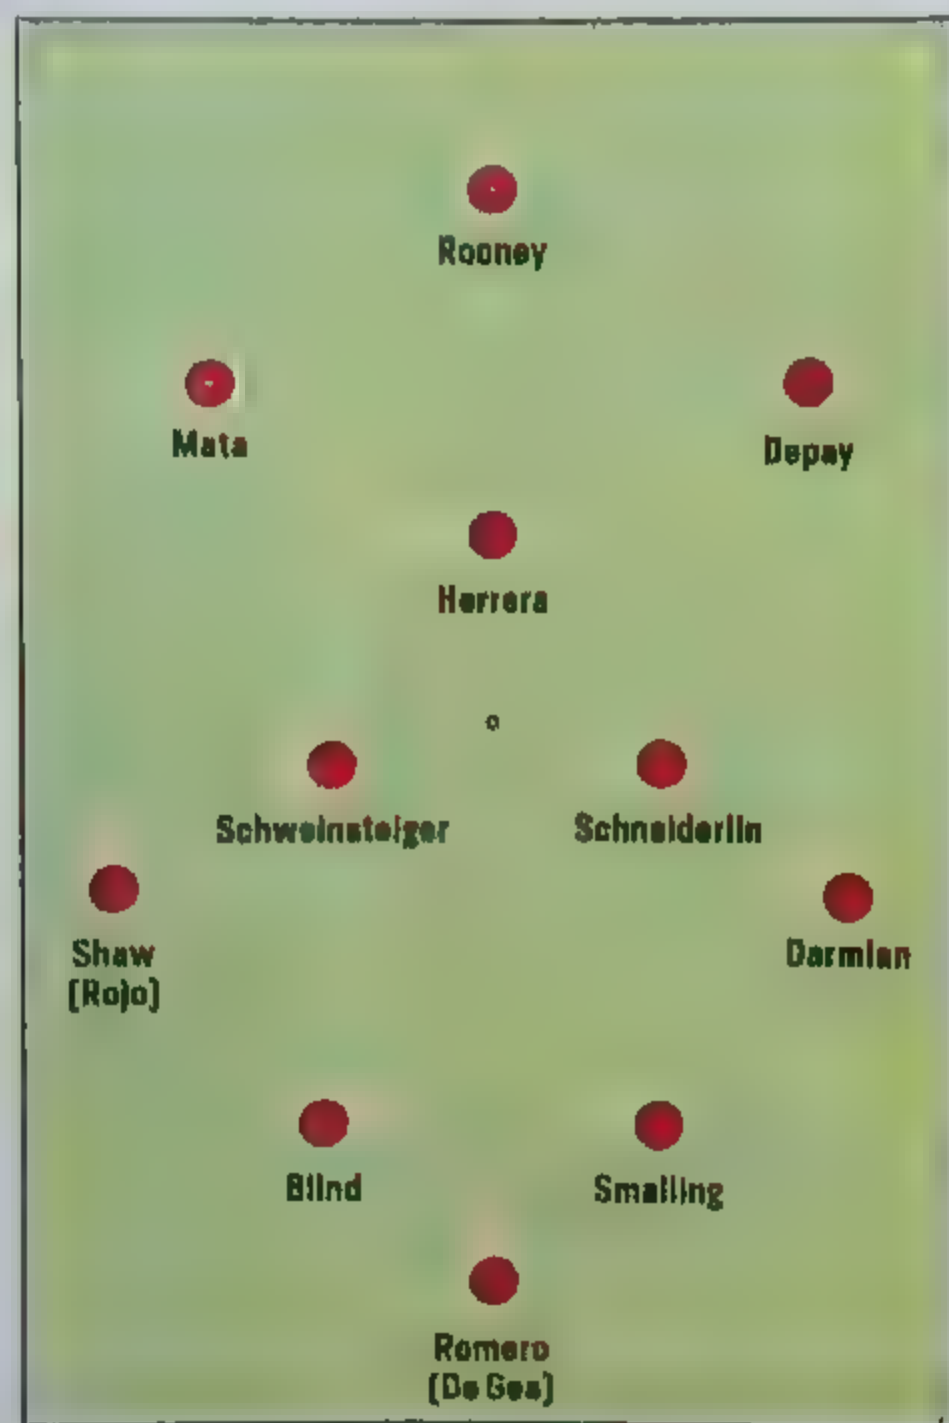 Rooney
Mata
Depay
Herrera
Schweinsteiger
Schneiderlin
Shaw
(Rojo)
Darmian
Blind
Smalling
Romero
(De Gea)